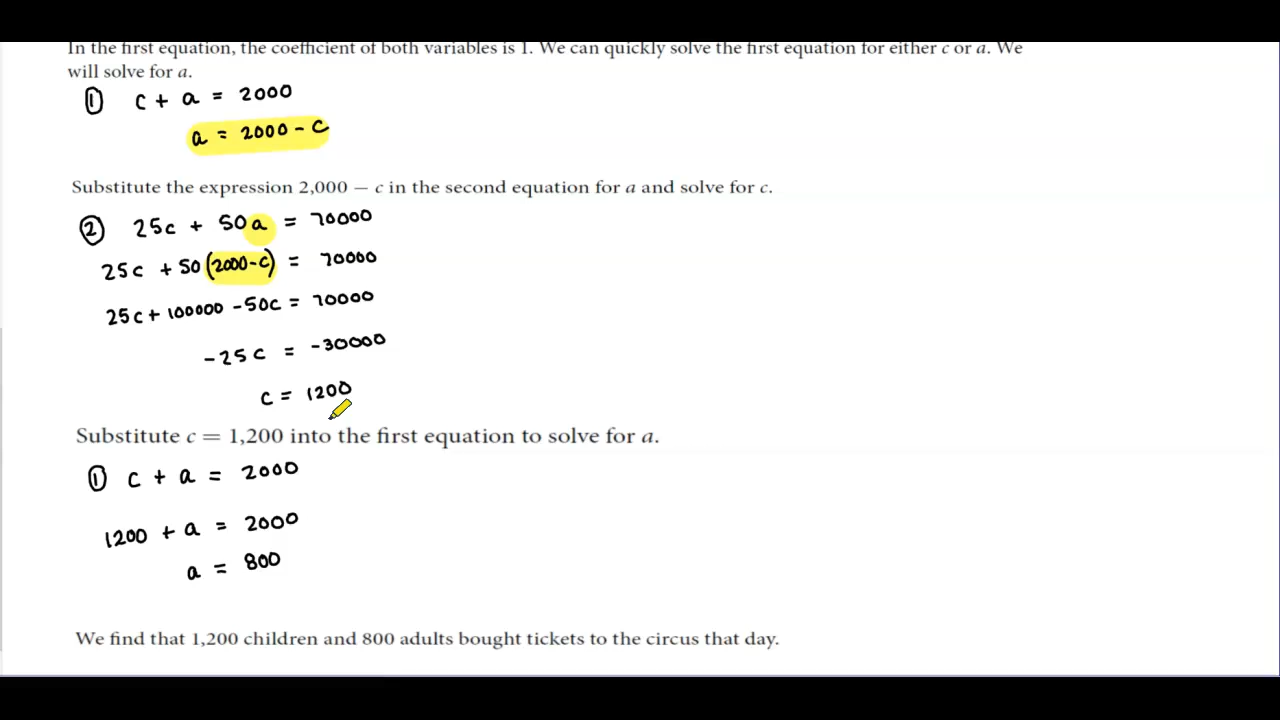 In the first equation, the coefficient of both variables is 1. We can quickly solve the first equation for either c or a. We
will solve for a.
① c + a = 2000
a = 2000 - c
Substitute the expression 2,000 − c in the second equation for a and solve for c.
② 25c + 50a = 70000
25c + 50(2000-c) = 70000
25c + 100000 - 50c = 70000
-25c = -30000
c = 1200
Substitute c = 1,200 into the first equation to solve for a.
① c + a = 2000
1200 + a = 2000
a = 800
We find that 1,200 children and 800 adults bought tickets to the circus that day.